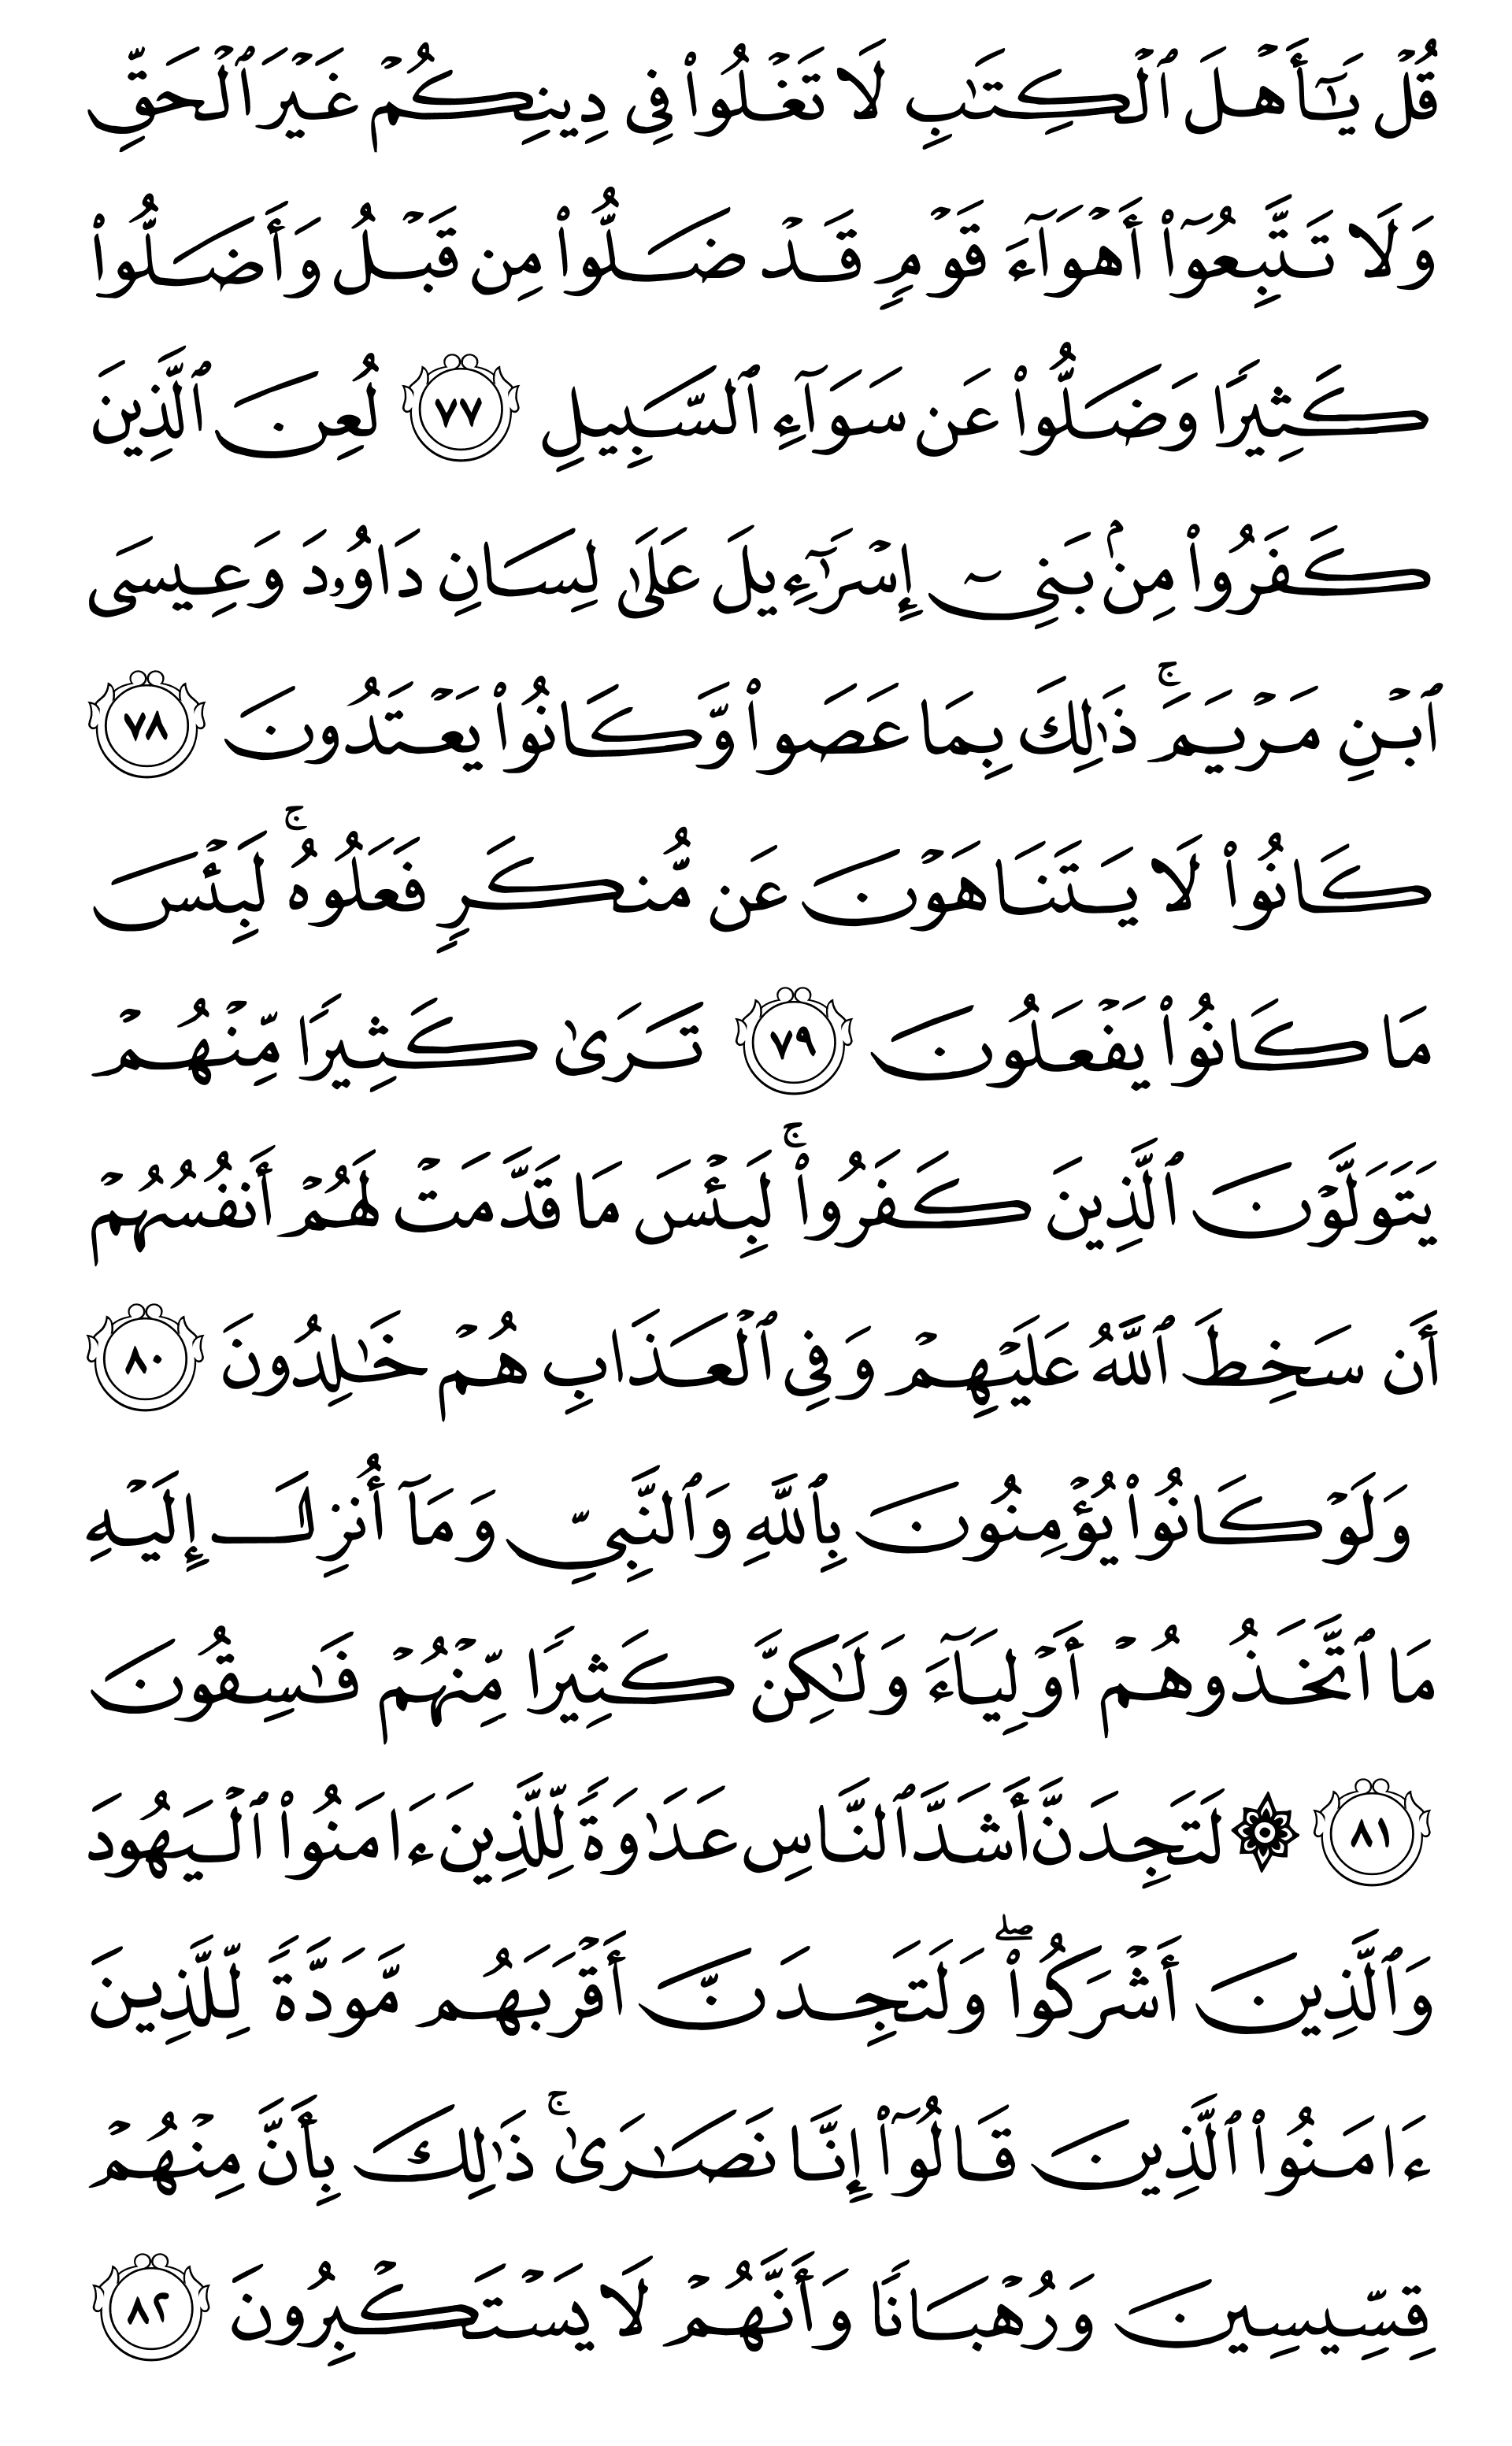 قُلۡ يَٰٓأَهۡلَ ٱلۡكِتَٰبِ لَا تَغۡلُواْ فِي دِينِكُمۡ غَيۡرَ ٱلۡحَقِّ
وَلَا تَتَّبِعُوٓاْ أَهۡوَآءَ قَوۡمٖ قَدۡ ضَلُّواْ مِن قَبۡلُ وَأَضَلُّواْ
كَثِيرٗا وَضَلُّواْ عَن سَوَآءِ ٱلسَّبِيلِ ٧٧ لُعِنَ ٱلَّذِينَ
كَفَرُواْ مِنۢ بَنِيٓ إِسۡرَٰٓءِيلَ عَلَىٰ لِسَانِ دَاوُۥدَ وَعِيسَى
ٱبۡنِ مَرۡيَمَۚ ذَٰلِكَ بِمَا عَصَواْ وَّكَانُواْ يَعۡتَدُونَ ٧٨
كَانُواْ لَا يَتَنَاهَوۡنَ عَن مُّنكَرٖ فَعَلُوهُۚ لَبِئۡسَ
مَا كَانُواْ يَفۡعَلُونَ ٧٩ تَرَىٰ كَثِيرٗا مِّنۡهُمۡ
يَتَوَلَّوۡنَ ٱلَّذِينَ كَفَرُواْۚ لَبِئۡسَ مَا قَدَّمَتۡ لَهُمۡ أَنفُسُهُمۡ
أَن سَخِطَ ٱللَّهُ عَلَيۡهِمۡ وَفِي ٱلۡعَذَابِ هُمۡ خَٰلِدُونَ ٨٠
وَلَوۡ كَانُواْ يُؤۡمِنُونَ بِٱللَّهِ وَٱلنَّبِيِّ وَمَآ أُنزِلَ إِلَيۡهِ
مَا ٱتَّخَذُوهُمۡ أَوۡلِيَآءَ وَلَٰكِنَّ كَثِيرٗا مِّنۡهُمۡ فَٰسِقُونَ
٨١ ۞ لَتَجِدَنَّ أَشَدَّ ٱلنَّاسِ عَدَٰوَةٗ لِّلَّذِينَ ءَامَنُواْ ٱلۡيَهُودَ
وَٱلَّذِينَ أَشۡرَكُواْۖ وَلَتَجِدَنَّ أَقۡرَبَهُم مَّوَدَّةٗ لِّلَّذِينَ
ءَامَنُواْ ٱلَّذِينَ قَالُوٓاْ إِنَّا نَصَٰرَىٰۚ ذَٰلِكَ بِأَنَّ مِنۡهُمۡ
قِسِّيسِينَ وَرُهۡبَانٗا وَأَنَّهُمۡ لَا يَسۡتَكۡبِرُونَ ٨٢